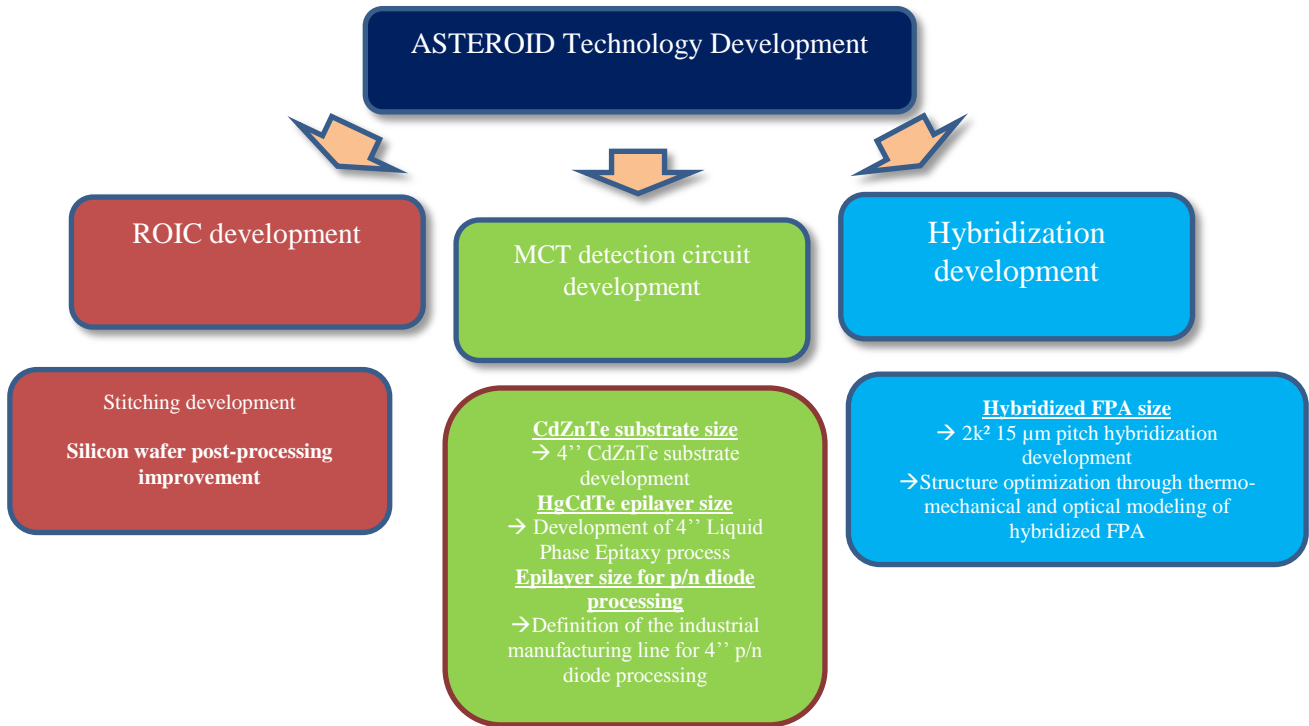 ASTEROID Technology Development
ROIC development
MCT detection circuit
development
Hybridization
development
Stitching development
Silicon wafer post-processing
improvement
CdZnTe substrate size
→ 4’’ CdZnTe substrate
development
HgCdTe epilayer size
→ Development of 4’’ Liquid
Phase Epitaxy process
Epilayer size for p/n diode
processing
→Definition of the industrial
manufacturing line for 4’’ p/n
diode processing
Hybridized FPA size
→ 2k² 15 µm pitch hybridization
development
→Structure optimization through thermo-
mechanical and optical modeling of
hybridized FPA